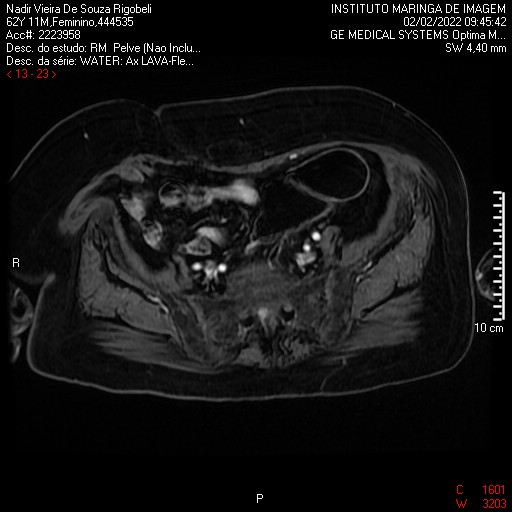 Nadir Vieira De Souza Rigobeli
62Y 11M,Feminino,444535
Acc#: 2223958
Desc. do estudo: RM  Pelve (Nao Inclu...
Desc. da série: WATER: Ax LAVA-Fle...
< 13 - 23 >
INSTITUTO MARINGA DE IMAGEM
02/02/2022 09:45:42
GE MEDICAL SYSTEMS Optima M...
SW 4,40 mm
R
10 cm
P
C 1601
W 3203